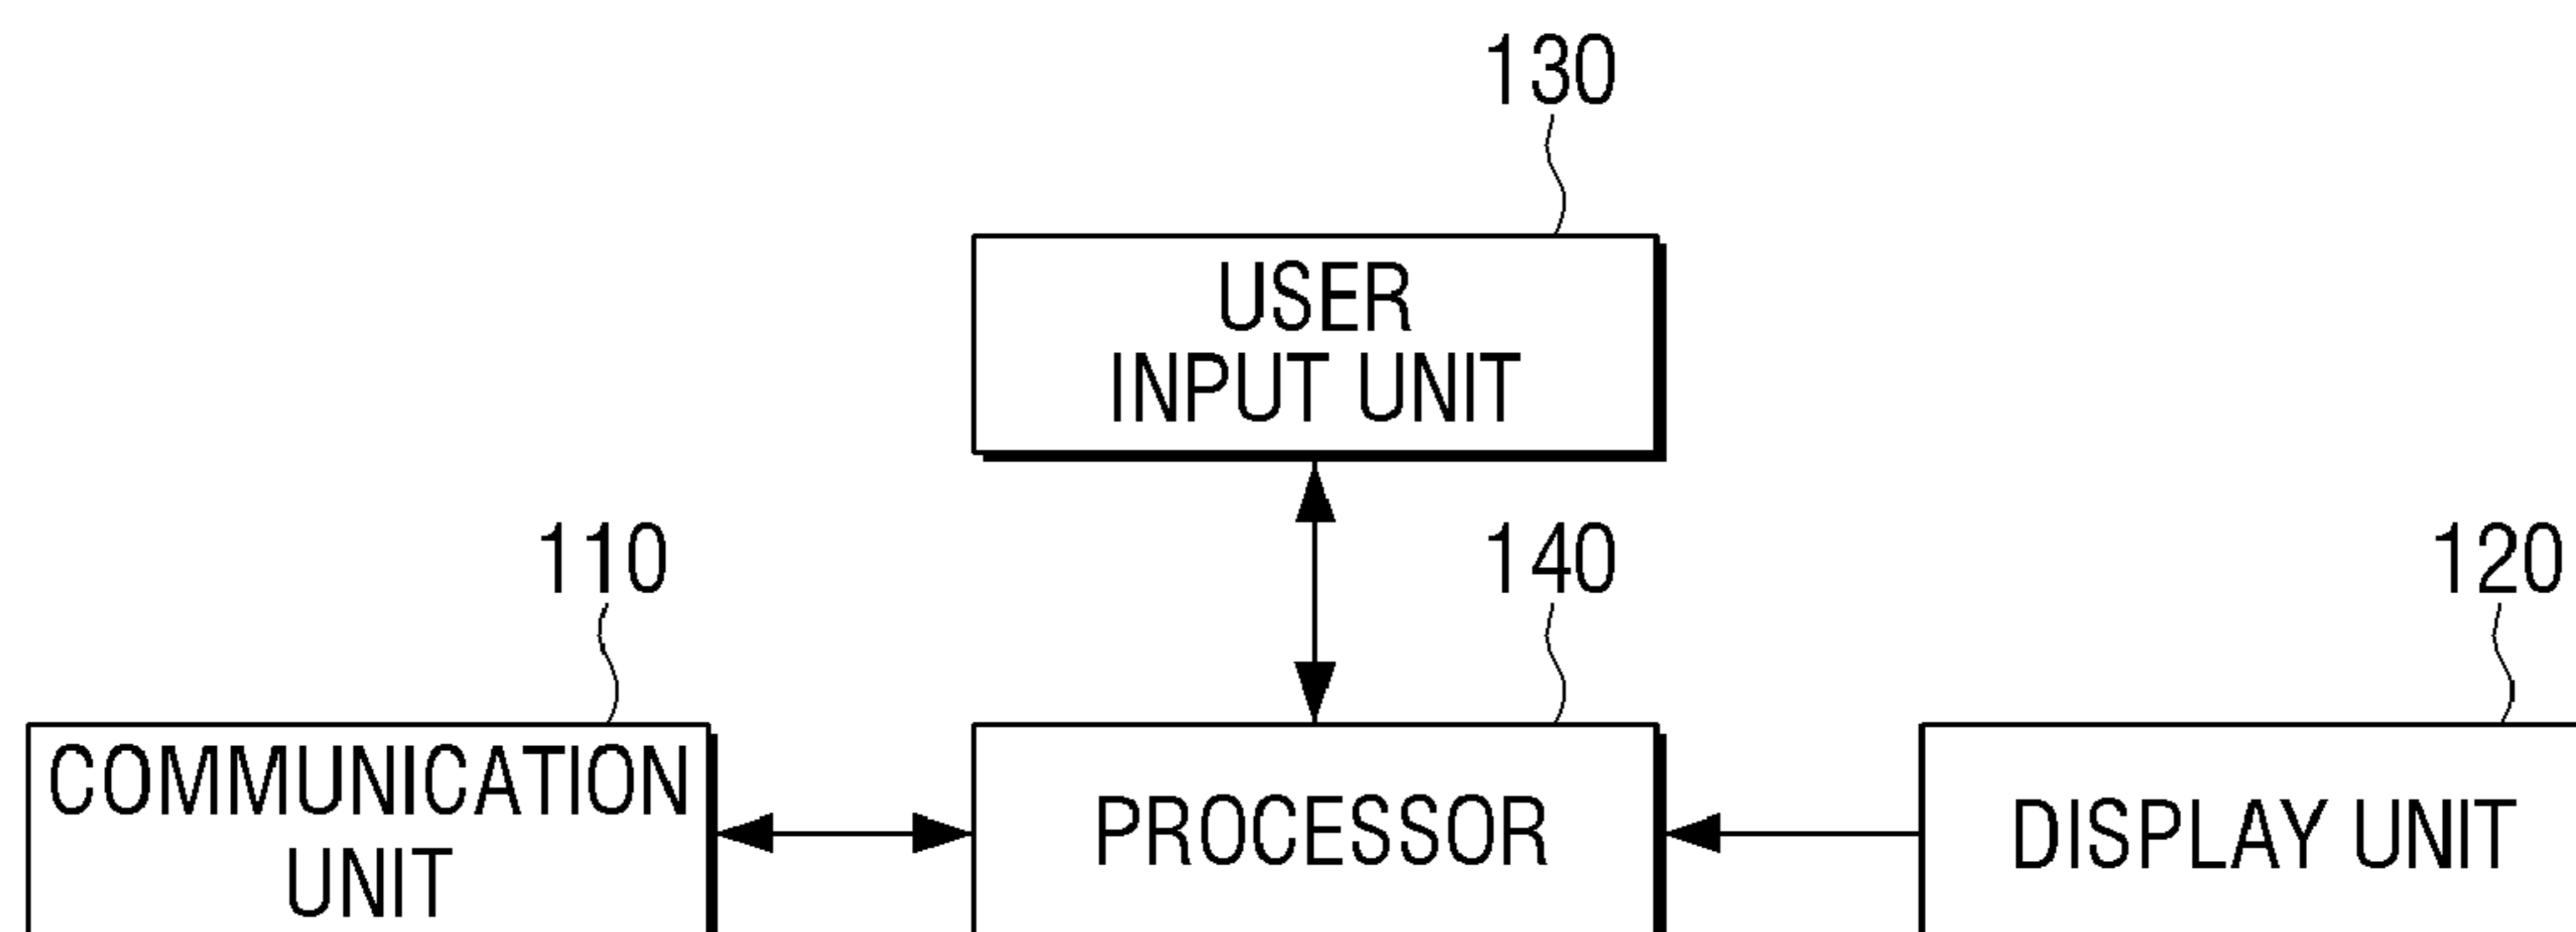 130
USER
INPUT UNIT
110
140
120
COMMUNICATION
UNIT
PROCESSOR
DISPLAY UNIT